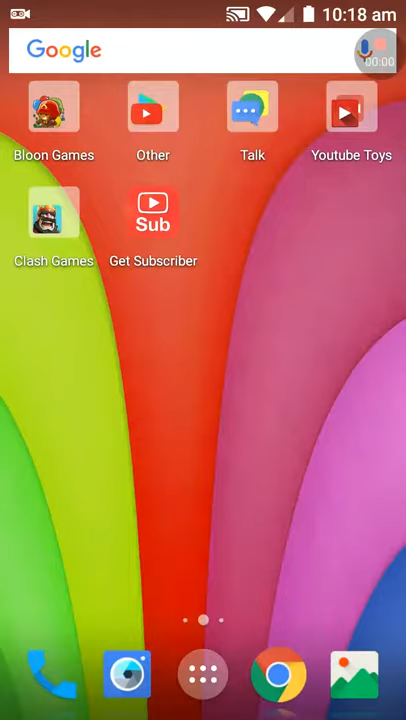 10:18 am
Google
00:00
Bloon Games
Other
Talk
Youtube Toys
Sub
Clash Games
Get Subscriber